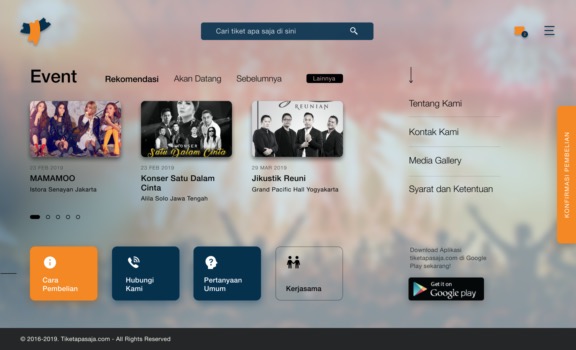 Cari tiket apa saja di sini
Event
Rekomendasi
Akan Datang
Sebelumnya
Lainnya
REUNIAN
KONSER
Satu Dalam Cinta
23 FEB 2019
MAMAMOO
Istora Senayan Jakarta
23 FEB 2019
Konser Satu Dalam
Cinta
Alila Solo Jawa Tengah
29 MAR 2019
Jikustik Reuni
Grand Pacific Hall Yogyakarta
Tentang Kami
Kontak Kami
Media Gallery
Syarat dan Ketentuan
KONFIRMASI PEMBELIAN
Cara
Pembelian
Hubungi
Kami
Pertanyaan
Umum
Kerjasama
Download Aplikasi
tiketapasaja.com di Google
Play sekarang!
Get it on
Google play
© 2016-2019. Tiketapasaja.com - All Rights Reserved